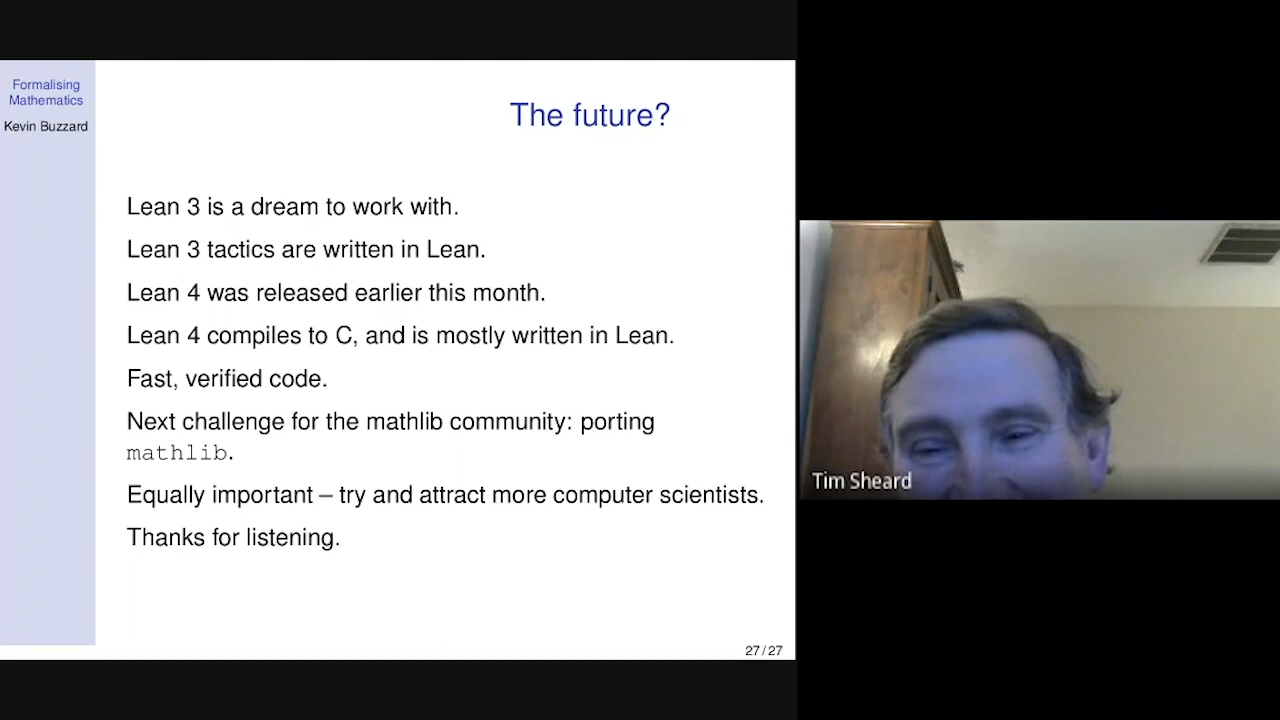 Formalising
Mathematics
Kevin Buzzard
The future?
Lean 3 is a dream to work with.
Lean 3 tactics are written in Lean.
Lean 4 was released earlier this month.
Lean 4 compiles to C, and is mostly written in Lean.
Fast, verified code.
Next challenge for the mathlib community: porting
mathlib.
Equally important – try and attract more computer scientists.
Thanks for listening.
27 / 27
Tim Sheard